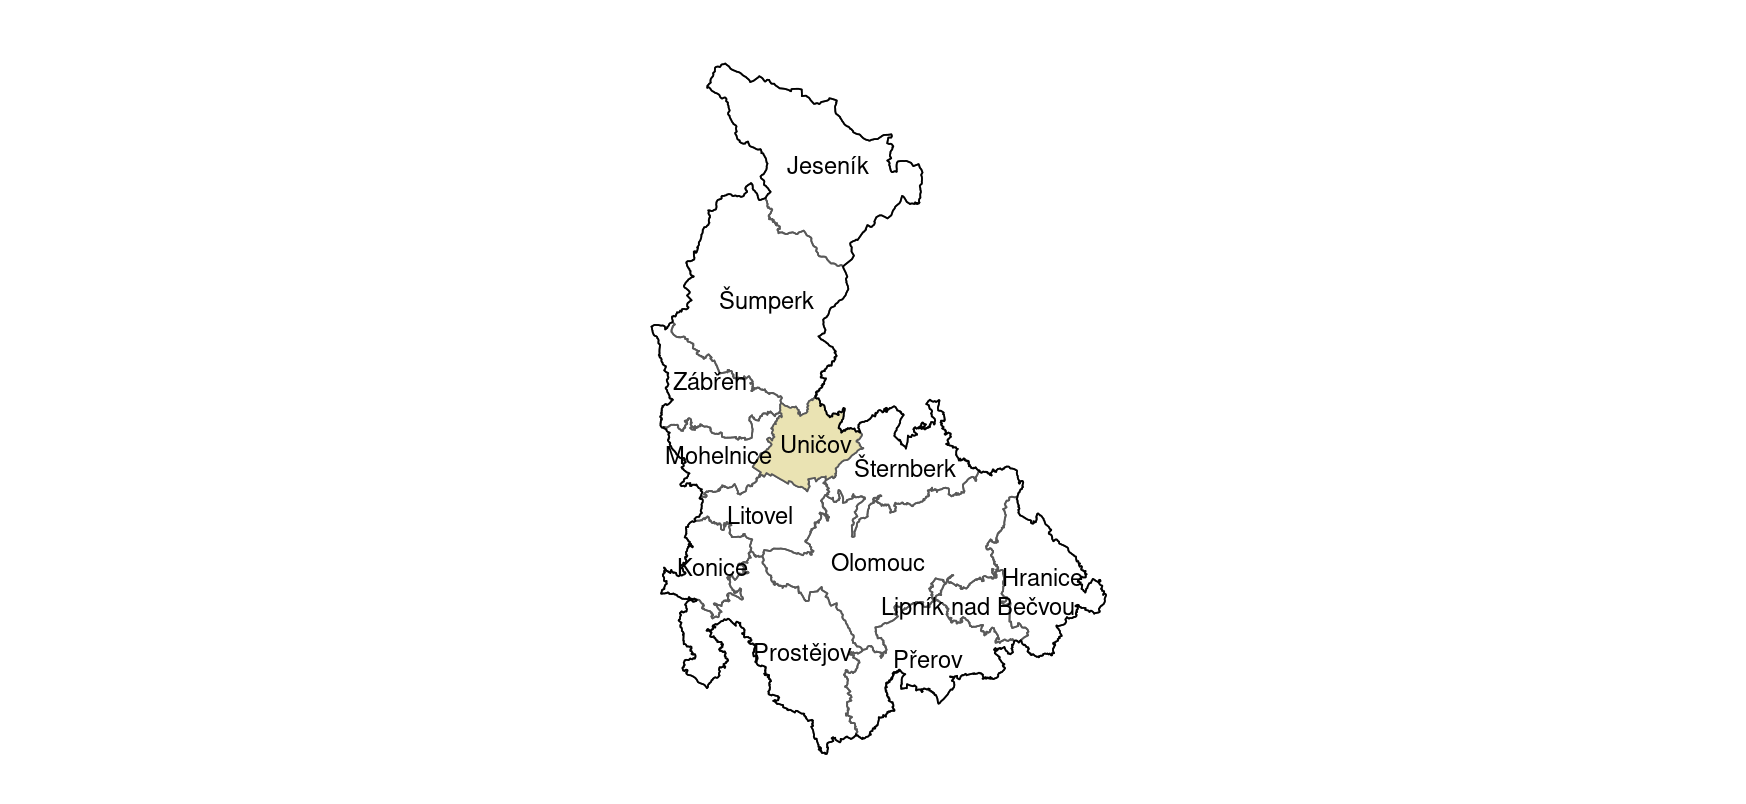 Jeseník
Šumperk
Zábřeh
Uničov
Mohelnice
Šternberk
Litovel
Olomouc
Konice
Hranice
Lipník nad Bečvou
Prostějov
Přerov